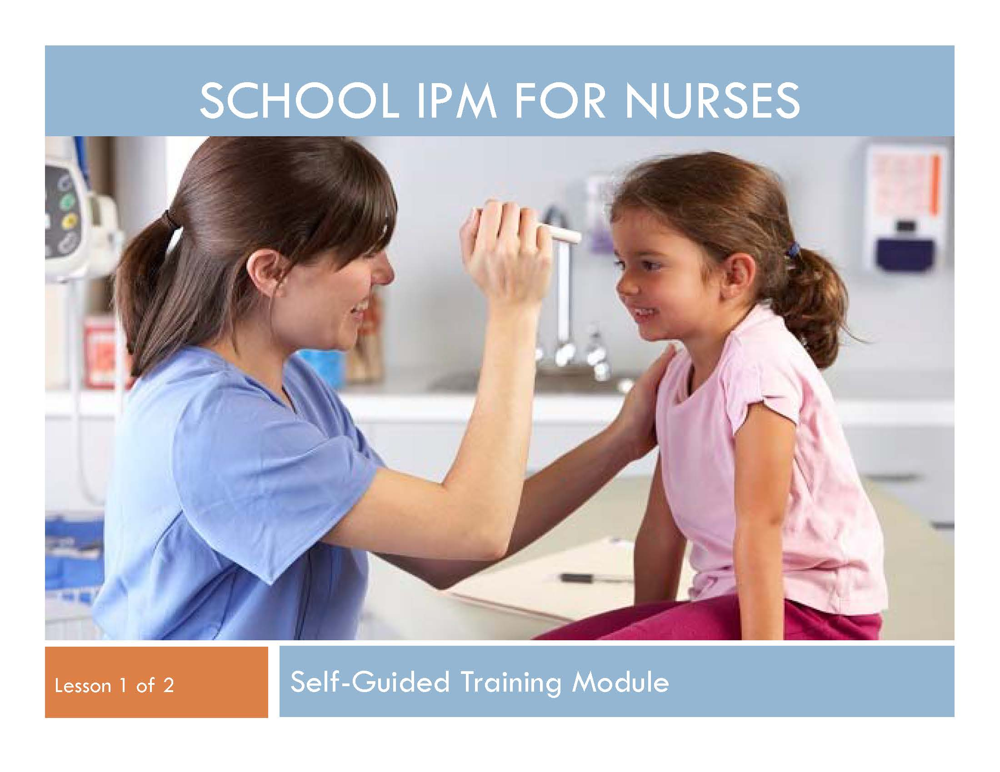 SCHOOL IPM FOR NURSES
Lesson 1 of 2
Self-Guided Training Module